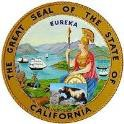 THE GREAT SEAL OF THE STATE OF CALIFORNIA
EUREKA